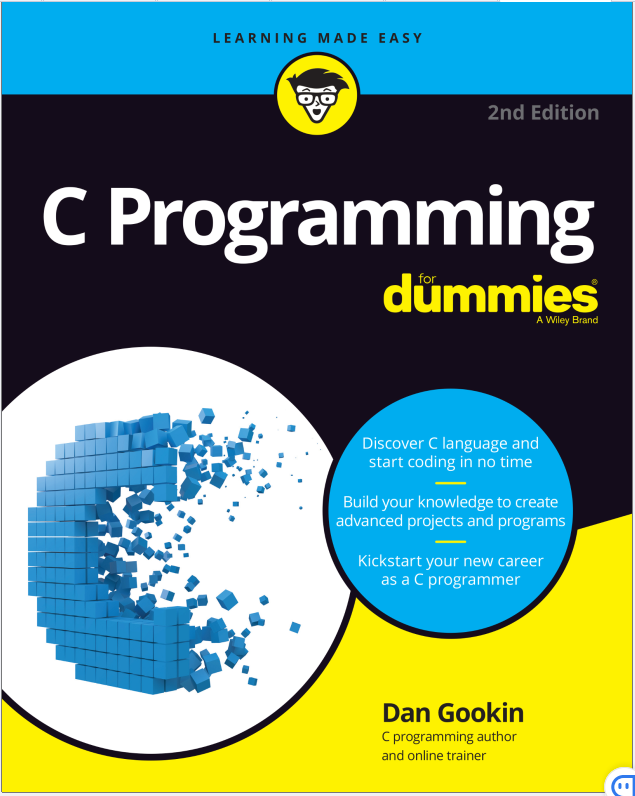 LEARNING MADE EASY
2nd Edition
C Programming
for
dummies®
A Wiley Brand
Discover C language and
start coding in no time
Build your knowledge to create
advanced projects and programs
Kickstart your new career
as a C programmer
Dan Gookin
C programming author
and online trainer